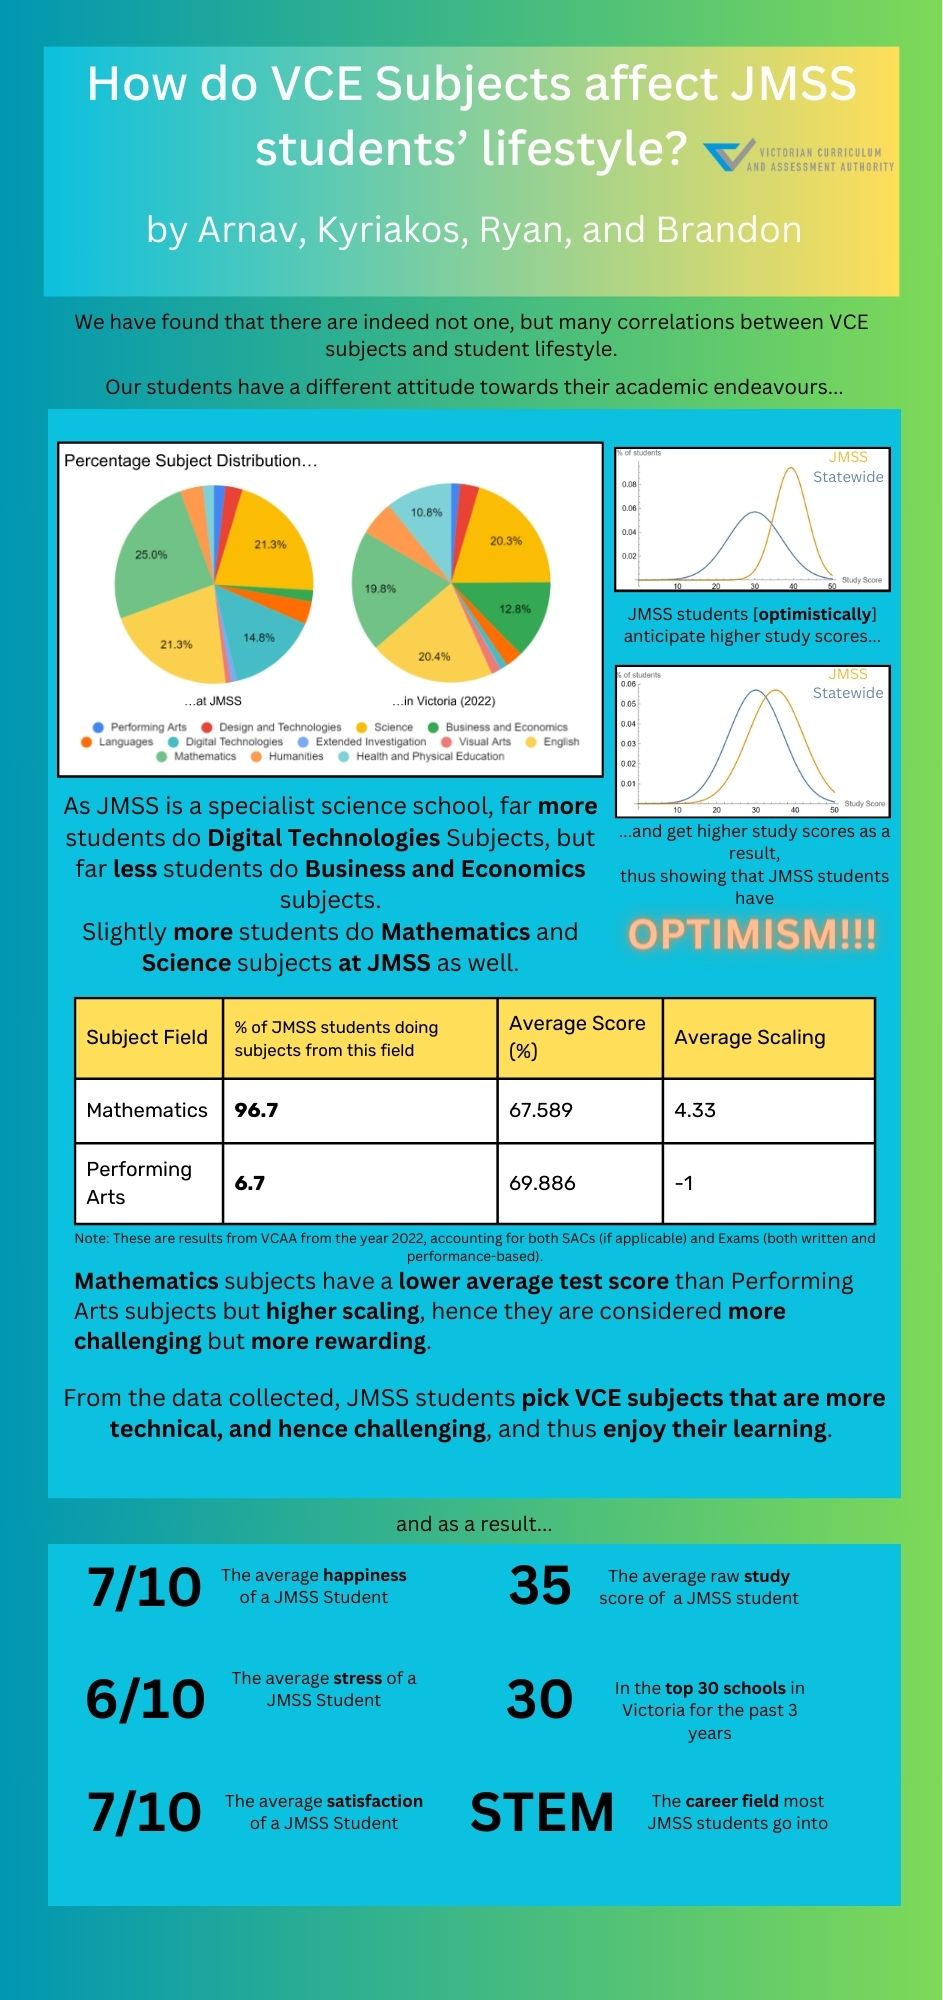 How do VCE Subjects affect JMSS
students’ lifestyle?
VICTORIAN CURRICULUM
AND ASSESSMENT AUTHORITY
by Arnav, Kyriakos, Ryan, and Brandon
We have found that there are indeed not one, but many correlations between VCE
subjects and student lifestyle.
Our students have a different attitude towards their academic endeavours...
Percentage Subject Distribution…
25.0%
21.3%
21.3%
14.8%
...at JMSS
10.8%
20.3%
19.8%
12.8%
20.4%
...in Victoria (2022)
Performing Arts Design and Technologies Science Business and Economics
Languages Digital Technologies Extended Investigation Visual Arts English
Mathematics Humanities Health and Physical Education
% of students
JMSS
Statewide
0.08
0.06
0.04
0.02
10 20 30 40 50 Study Score
JMSS students [optimistically]
anticipate higher study scores...
% of students
JMSS
Statewide
0.06
0.05
0.04
0.03
0.02
0.01
10 20 30 40 50 Study Score
...and get higher study scores as a
result,
thus showing that JMSS students
have
OPTIMISM!!!
As JMSS is a specialist science school, far more
students do Digital Technologies Subjects, but
far less students do Business and Economics
subjects.
Slightly more students do Mathematics and
Science subjects at JMSS as well.
Subject Field % of JMSS students doing subjects from this field Average Score (%) Average Scaling
Mathematics 96.7 67.589 4.33
Performing Arts 6.7 69.886 -1
Note: These are results from VCAA from the year 2022, accounting for both SACs (if applicable) and Exams (both written and
performance-based).
Mathematics subjects have a lower average test score than Performing
Arts subjects but higher scaling, hence they are considered more
challenging but more rewarding.
From the data collected, JMSS students pick VCE subjects that are more
technical, and hence challenging, and thus enjoy their learning.
and as a result...
7/10
The average happiness
of a JMSS Student
35
The average raw study
score of a JMSS student
6/10
The average stress of a
JMSS Student
30
In the top 30 schools in
Victoria for the past 3
years
7/10
The average satisfaction
of a JMSS Student
STEM
The career field most
JMSS students go into